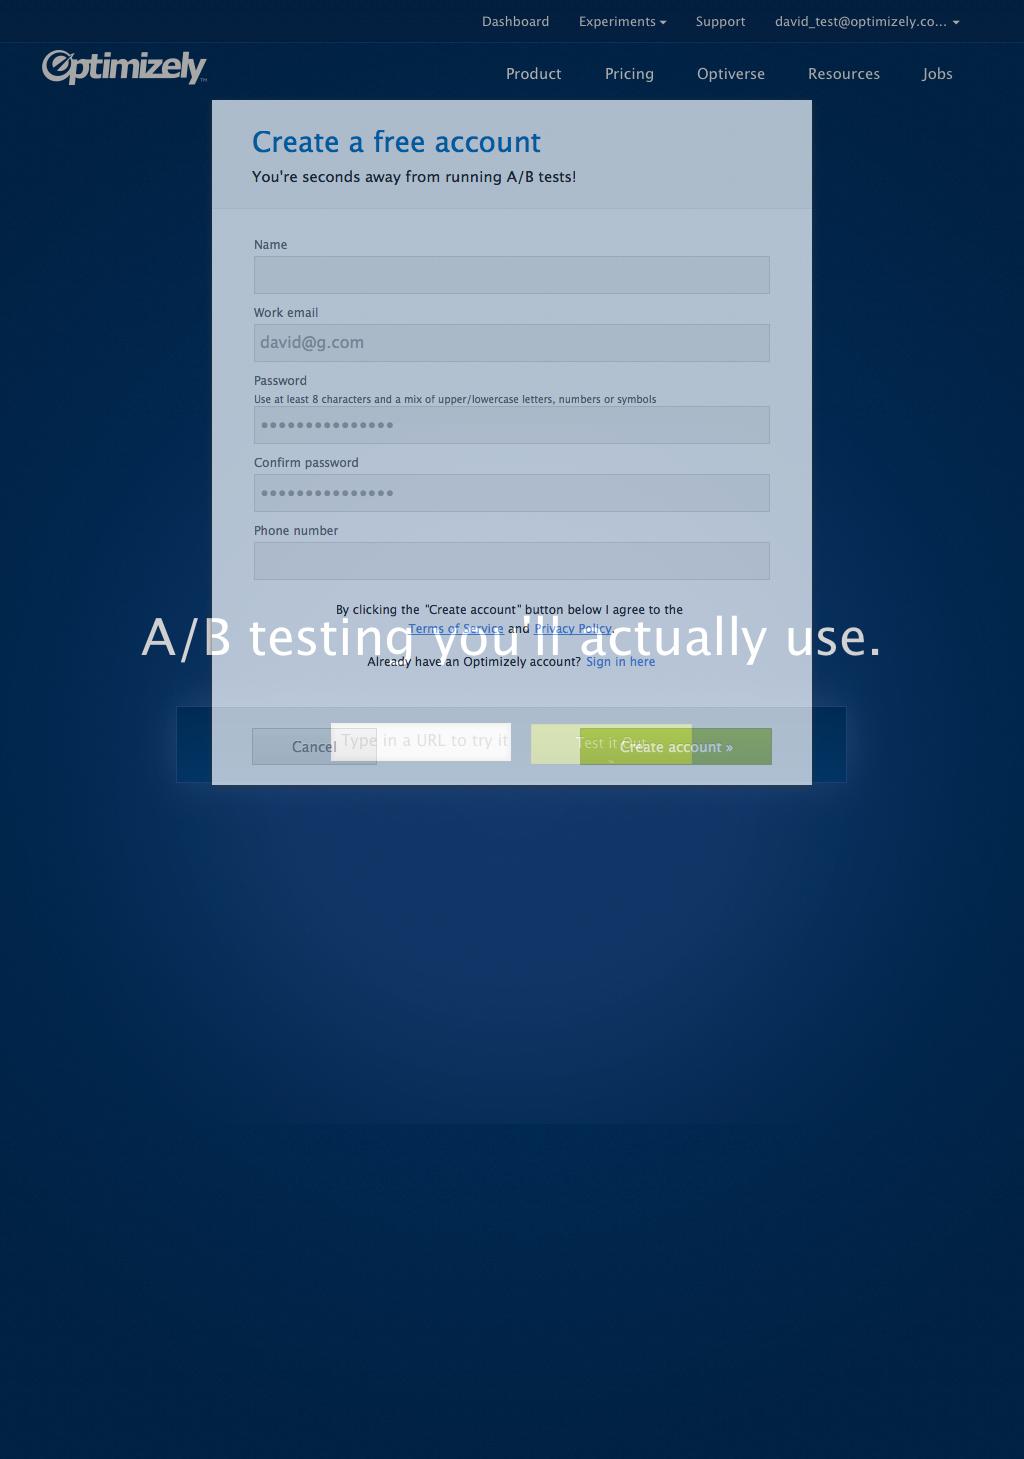 Dashboard Experiments Support david_test@optimizely.co...
Optimizely™
Product Pricing Optiverse Resources Jobs
Create a free account
You're seconds away from running A/B tests!
Name
Work email
david@g.com
Password
Use at least 8 characters and a mix of upper/lowercase letters, numbers or symbols
•••••••••••••••
Confirm password
•••••••••••••••
Phone number
By clicking the "Create account" button below I agree to the
Terms of Service and Privacy Policy.
A/B testing you'll actually use.
Already have an Optimizely account? Sign in here
Cancel
Type in a URL to try it
Test it Out
»
Create account »